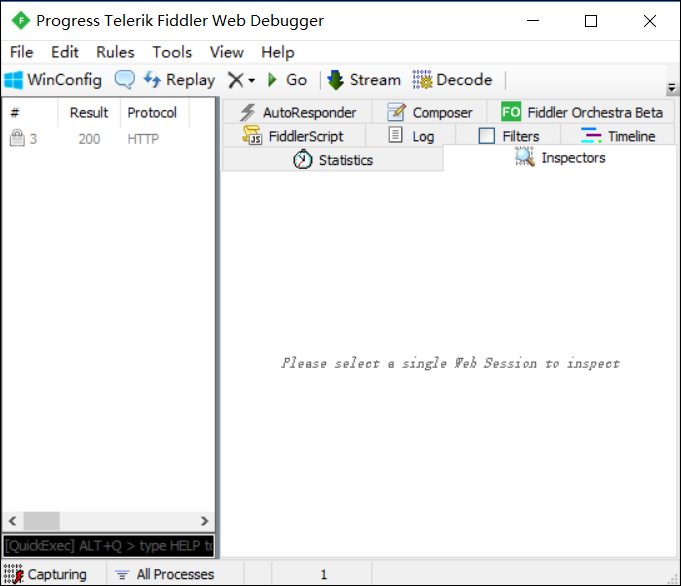 Progress Telerik Fiddler Web Debugger
File Edit Rules Tools View Help
WinConfig Replay Go Stream Decode
# Result Protocol
3 200 HTTP
AutoResponder Composer FO Fiddler Orchestra Beta
FiddlerScript Log Filters Timeline
Statistics Inspectors
Please select a single Web Session to inspect
[QuickExec] ALT+Q > type HELP to
Capturing All Processes 1